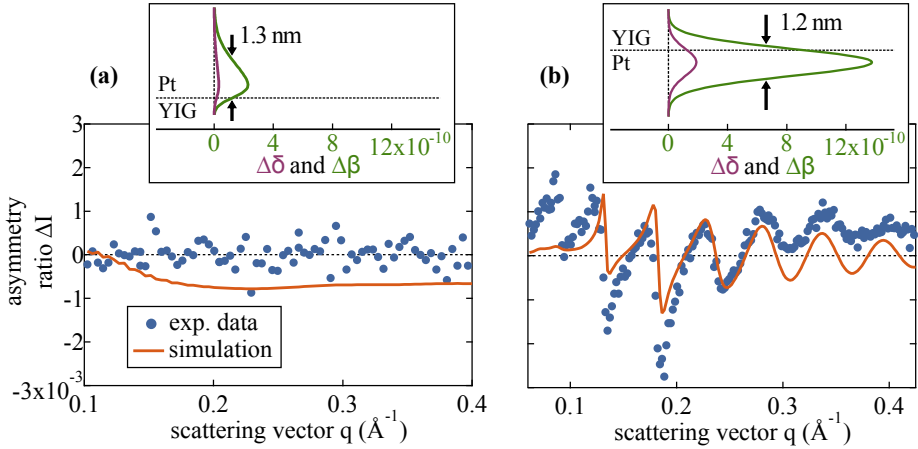 (a)
1.3 nm
Pt
YIG
0 4 8 12x10⁻¹⁰
Δδ and Δβ
3
2
1
0
-1
-2
-3x10⁻³
asymmetry
ratio ΔI
exp. data
simulation
0.1 0.2 0.3 0.4
scattering vector q (Å⁻¹)
(b)
1.2 nm
YIG
Pt
0 4 8 12x10⁻¹⁰
Δδ and Δβ
0.1 0.2 0.3 0.4
scattering vector q (Å⁻¹)